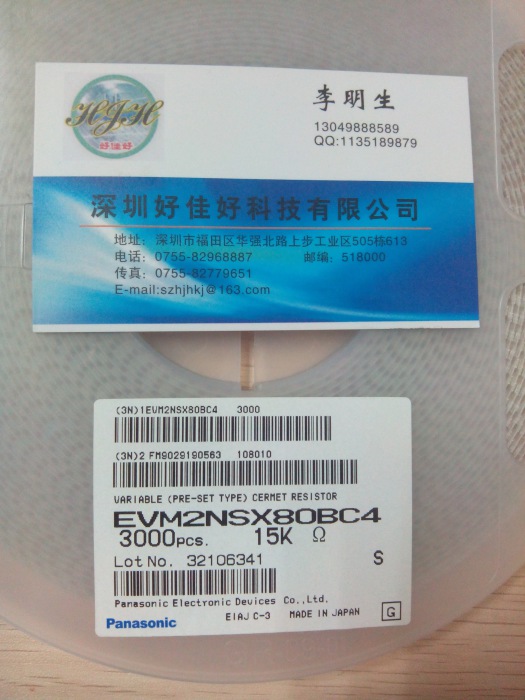 HJH
好佳好
李明生
13049888589
QQ:1135189879
深圳好佳好科技有限公司
地址: 深圳市福田区华强北路上步工业区505栋613
电话: 0755-82968887 邮编: 518000
传真: 0755-82779651
E-mail:szhjhkj@163.com
(3N)1EVM2NSX80BC4 3000
(3N)2 FM9029190563 108010
VARIABLE (PRE-SET TYPE) CERMET RESISTOR
EVM2NSX80BC4
3000pcs. 15K Ω
Lot No. 32106341 S
Panasonic Electronic Devices Co.,Ltd.
Panasonic EIAJ C-3 MADE IN JAPAN G